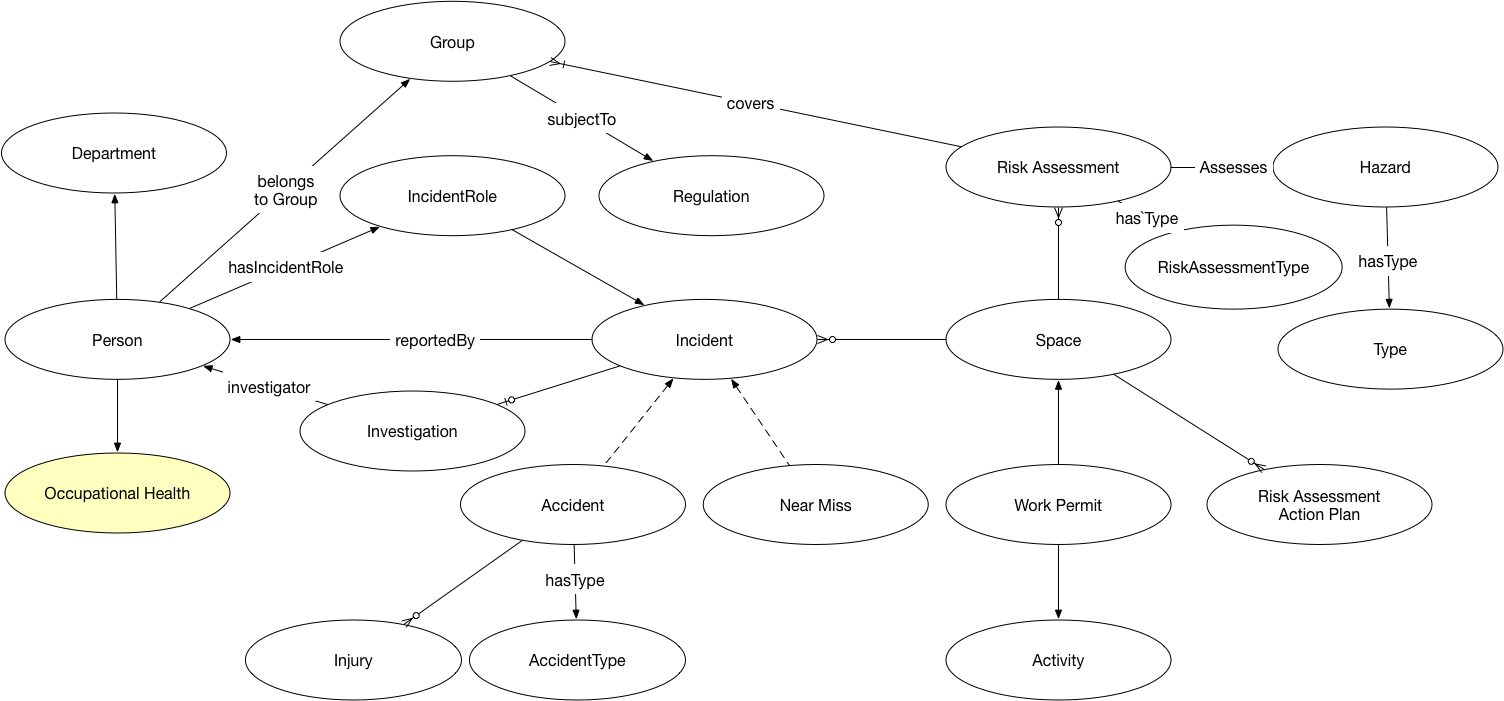 Group
covers
subjectTo
Department
Risk Assessment
Assesses
Hazard
belongs
to Group
IncidentRole
Regulation
has`Type
hasIncidentRole
RiskAssessmentType
hasType
Person
reportedBy
Incident
Space
Type
investigator
Investigation
Occupational Health
Accident
Near Miss
Work Permit
Risk Assessment
Action Plan
hasType
Injury
AccidentType
Activity